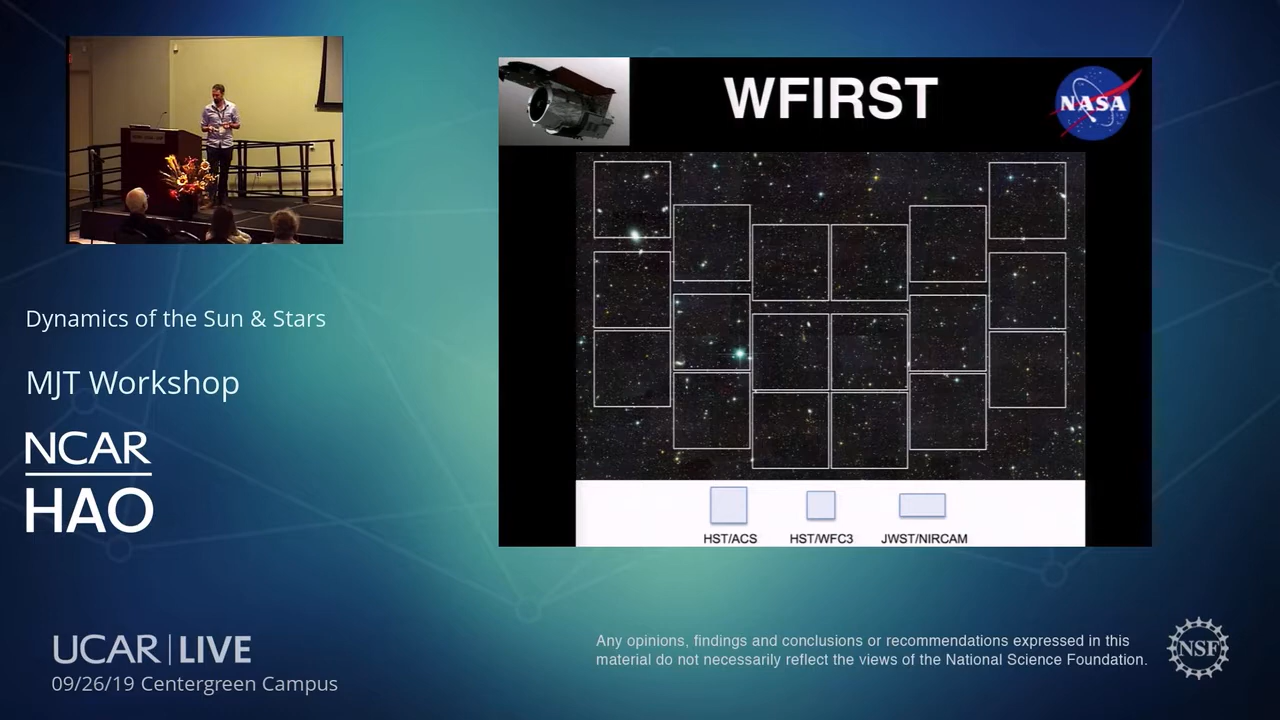 WFIRST
NASA
HST/ACS
HST/WFC3
JWST/NIRCAM
Dynamics of the Sun & Stars
MJT Workshop
NCAR
HAO
UCAR | LIVE
09/26/19 Centergreen Campus
Any opinions, findings and conclusions or recommendations expressed in this
material do not necessarily reflect the views of the National Science Foundation.
NSF